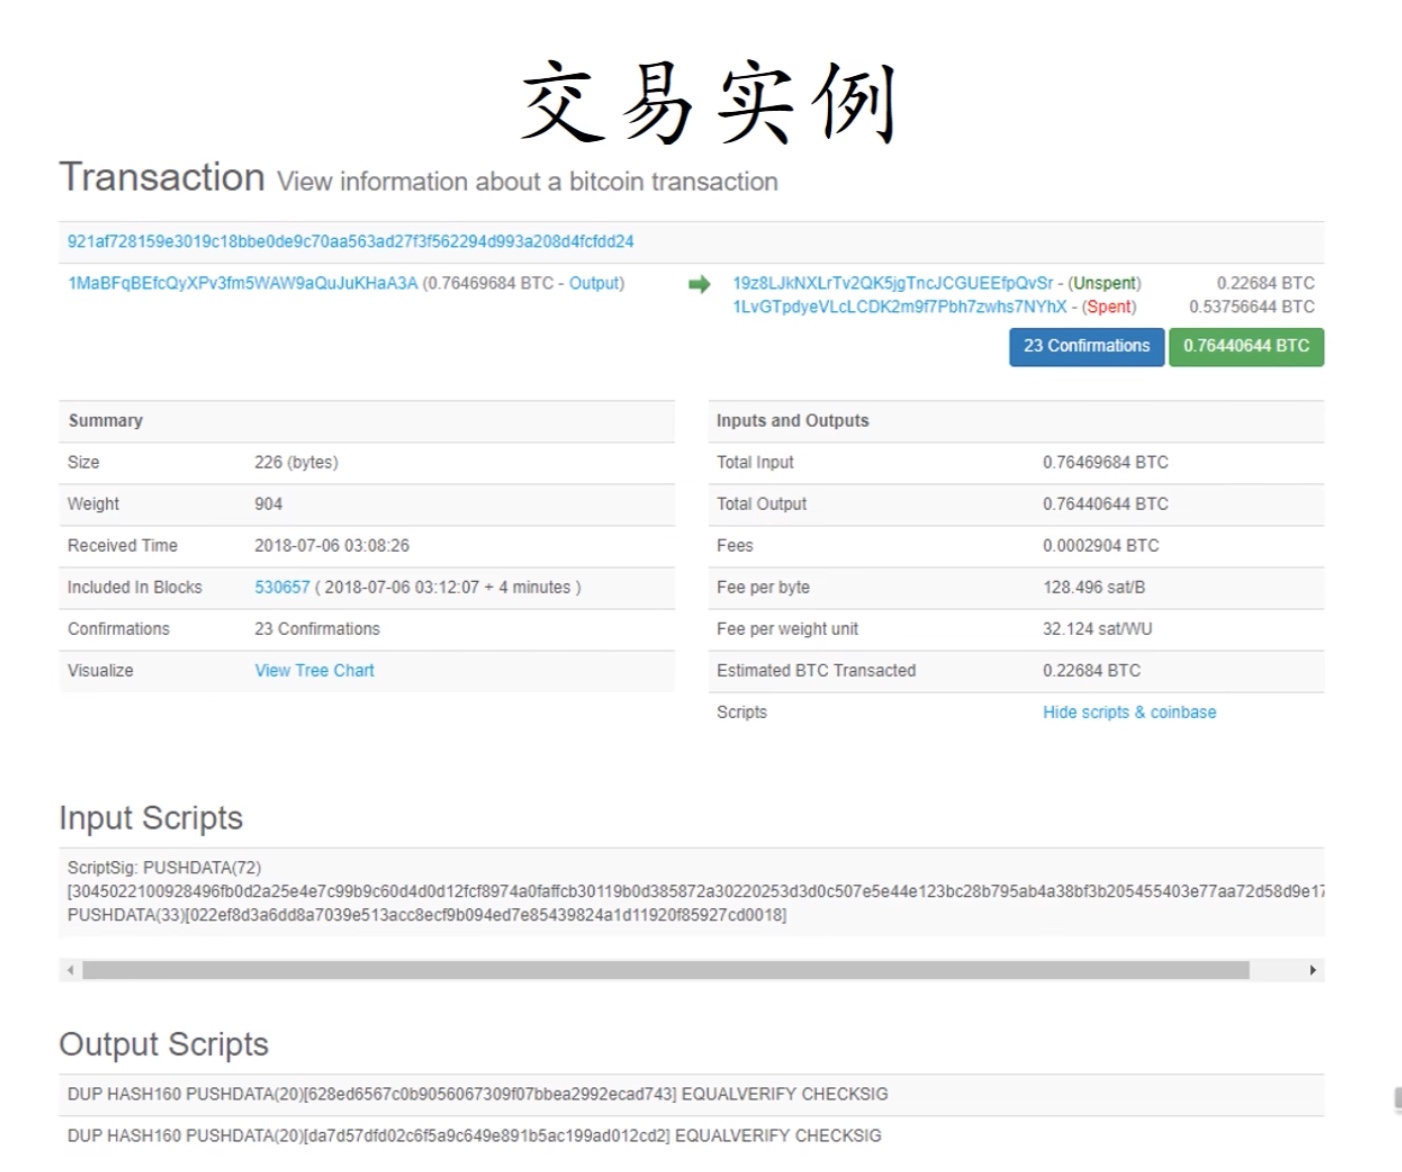 交易实例
Transaction View information about a bitcoin transaction
921af728159e3019c18bbe0de9c70aa563ad27f3f562294d993a208d4fcfdd24
1MaBFqBEfcQyXPv3fm5WAW9aQuJuKHaA3A (0.76469684 BTC - Output)
19z8LJkNXLrTv2QK5jgTncJCGUEEfpQvSr - (Unspent) 0.22684 BTC
1LvGTpdyeVLcLCDK2m9f7Pbh7zwhs7NYhX - (Spent) 0.53756644 BTC
23 Confirmations 0.76440644 BTC
Summary
Size 226 (bytes)
Weight 904
Received Time 2018-07-06 03:08:26
Included In Blocks 530657 ( 2018-07-06 03:12:07 + 4 minutes )
Confirmations 23 Confirmations
Visualize View Tree Chart
Inputs and Outputs
Total Input 0.76469684 BTC
Total Output 0.76440644 BTC
Fees 0.0002904 BTC
Fee per byte 128.496 sat/B
Fee per weight unit 32.124 sat/WU
Estimated BTC Transacted 0.22684 BTC
Scripts Hide scripts & coinbase
Input Scripts
ScriptSig: PUSHDATA(72)
[3045022100928496fb0d2a25e4e7c99b9c60d4d0d12fcf8974a0faffcb30119b0d385872a30220253d3d0c507e5e44e123bc28b795ab4a38bf3b205455403e77aa72d58d9e17
PUSHDATA(33)[022ef8d3a6dd8a7039e513acc8ecf9b094ed7e85439824a1d11920f85927cd0018]
Output Scripts
DUP HASH160 PUSHDATA(20)[628ed6567c0b9056067309f07bbea2992ecad743] EQUALVERIFY CHECKSIG
DUP HASH160 PUSHDATA(20)[da7d57dfd02c6f5a9c649e891b5ac199ad012cd2] EQUALVERIFY CHECKSIG